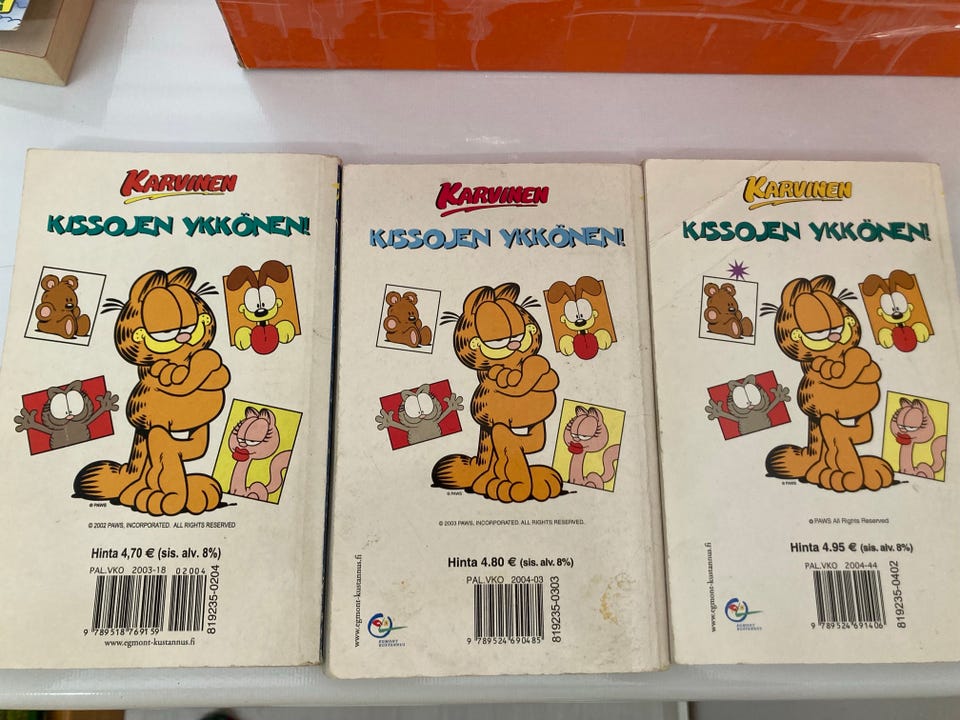 KARVINEN
KISSOJEN YKKÖNEN!
© PAWS
© 2002 PAWS, INCORPORATED. ALL RIGHTS RESERVED
Hinta 4,70 € (sis. alv. 8%)
PAL.VKO 2003-18 02004
9 789518 769159
819235-0204
www.egmont-kustannus.fi
KARVINEN
KISSOJEN YKKÖNEN!
© PAWS
© 2003 PAWS, INCORPORATED. ALL RIGHTS RESERVED.
Hinta 4.80 € (sis. alv. 8%)
PAL.VKO 2004-03
9 789524 690485
819235-0303
www.egmont-kustannus.fi
EGMONT
KUSTANNUS
KARVINEN
KISSOJEN YKKÖNEN!
© PAWS
© PAWS All Rights Reserved
Hinta 4.95 € (sis. alv. 8%)
PAL.VKO 2004-44
9 789524 691406
819235-0402
www.egmont-kustannus.fi
EGMONT
KUSTANNUS